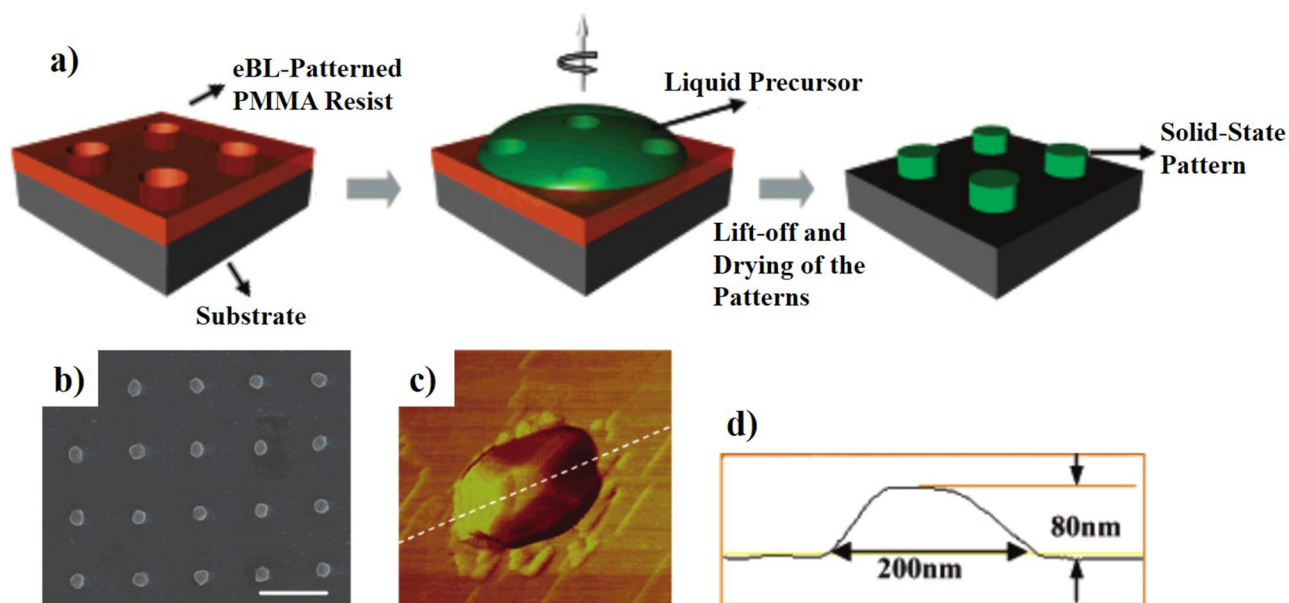 a)
eBL-Patterned
PMMA Resist
Liquid Precursor
Solid-State
Pattern
Lift-off and
Drying of the
Patterns
Substrate
b)
c)
d)
80nm
200nm